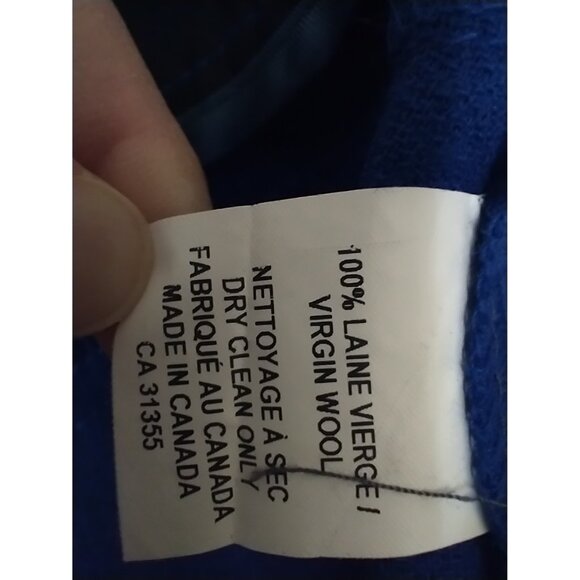 100% LAINE VIERGE /
VIRGIN WOOL
NETTOYAGE À SEC
DRY CLEAN ONLY
FABRIQUÉ AU CANADA
MADE IN CANADA
CA 31355